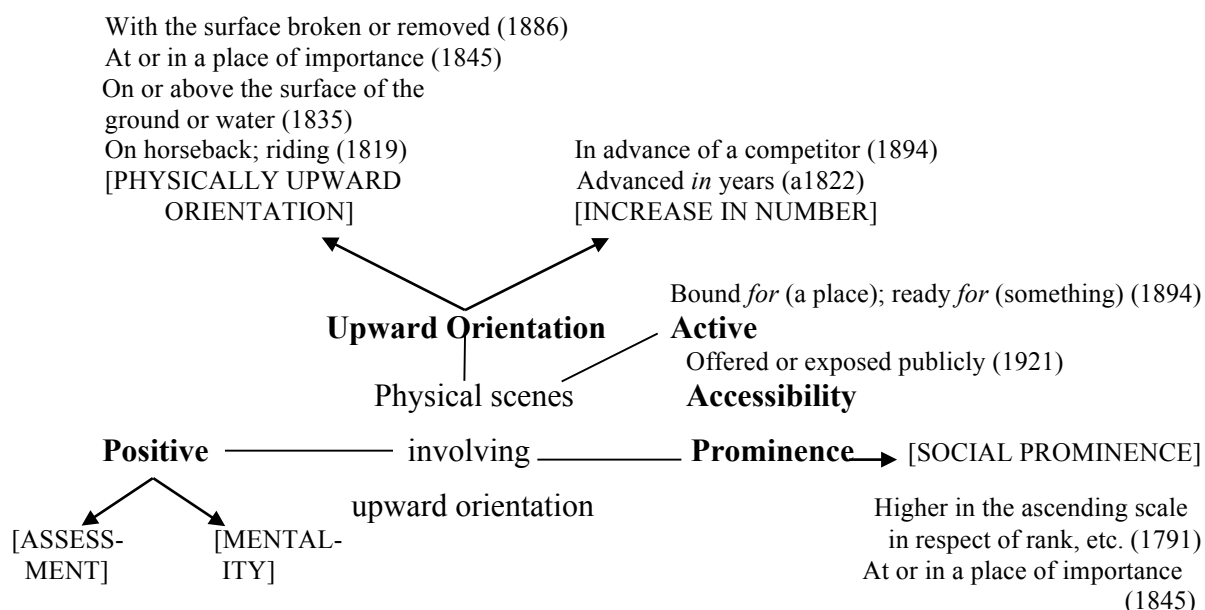 With the surface broken or removed (1886)
At or in a place of importance (1845)
On or above the surface of the
ground or water (1835)
On horseback; riding (1819)
[PHYSICALLY UPWARD
ORIENTATION]
In advance of a competitor (1894)
Advanced in years (a1822)
[INCREASE IN NUMBER]
Bound for (a place); ready for (something) (1894)
Upward Orientation
Active
Offered or exposed publicly (1921)
Physical scenes
Accessibility
Positive
involving
Prominence
[SOCIAL PROMINENCE]
upward orientation
Higher in the ascending scale
in respect of rank, etc. (1791)
At or in a place of importance
(1845)
[ASSESS-
MENT]
[MENTAL-
ITY]